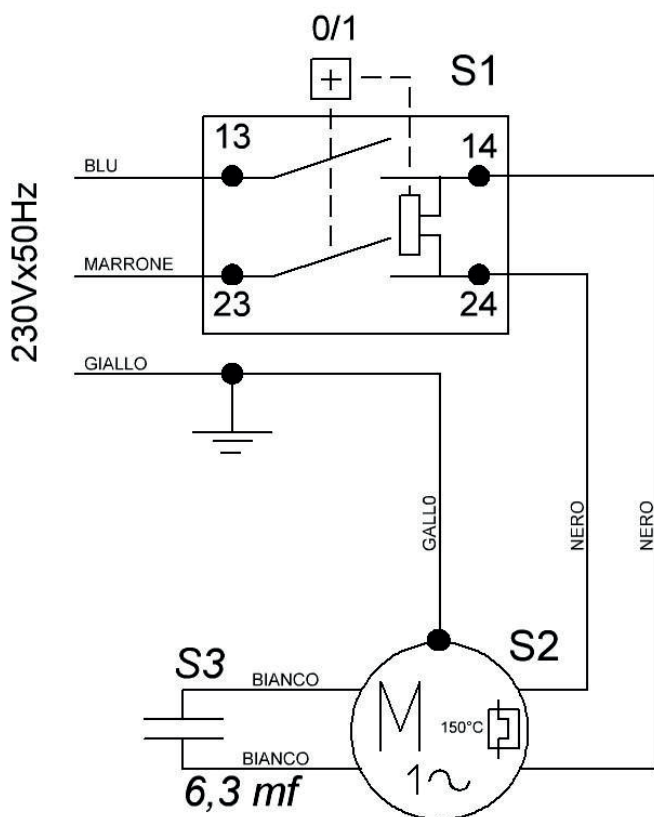 0/1
S1
13
14
BLU
230Vx50Hz
MARRONE
23
24
GIALLO
GALL0
NERO
NERO
S2
S3
BIANCO
M
150°C
BIANCO
1~
6,3 mf